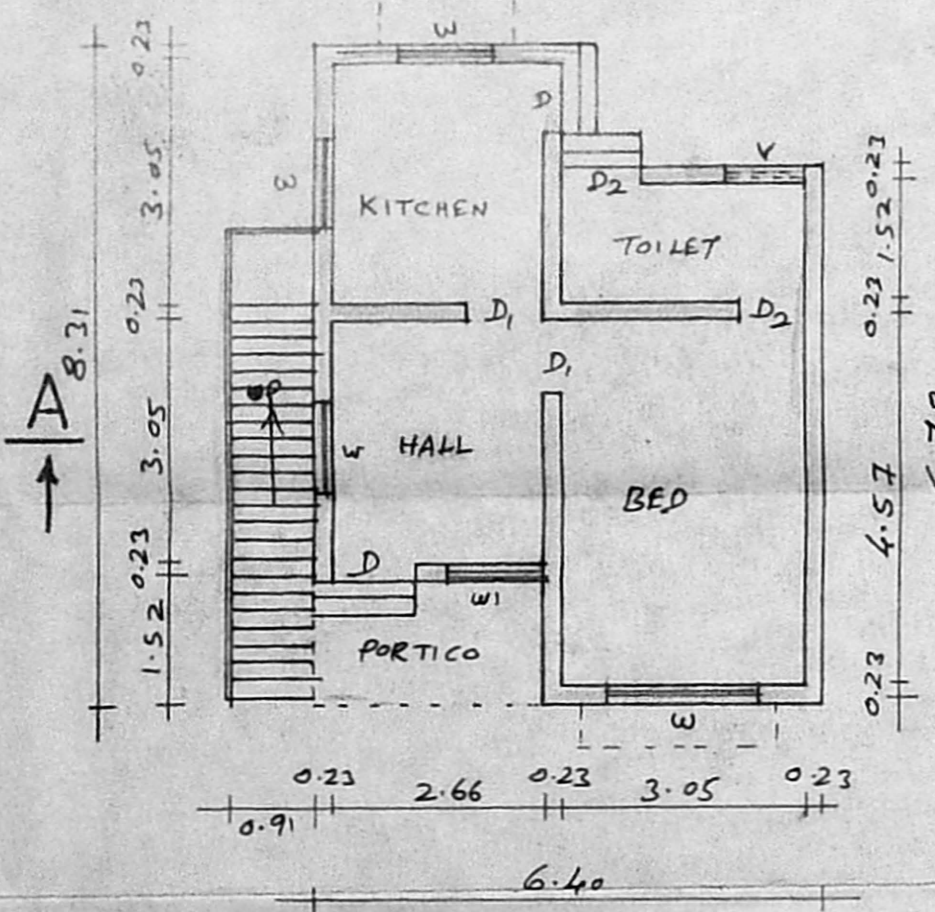 W
0.23
D
V
0.23
3.05
W
D2
KITCHEN
1.52
TOILET
0.23
D1
D2
0.23
8.31
UP
D1
A
3.05
W
HALL
BED
4.57
0.23
D
W1
1.52
PORTICO
0.23
W
0.23
2.66
0.23
3.05
0.23
0.91
6.40